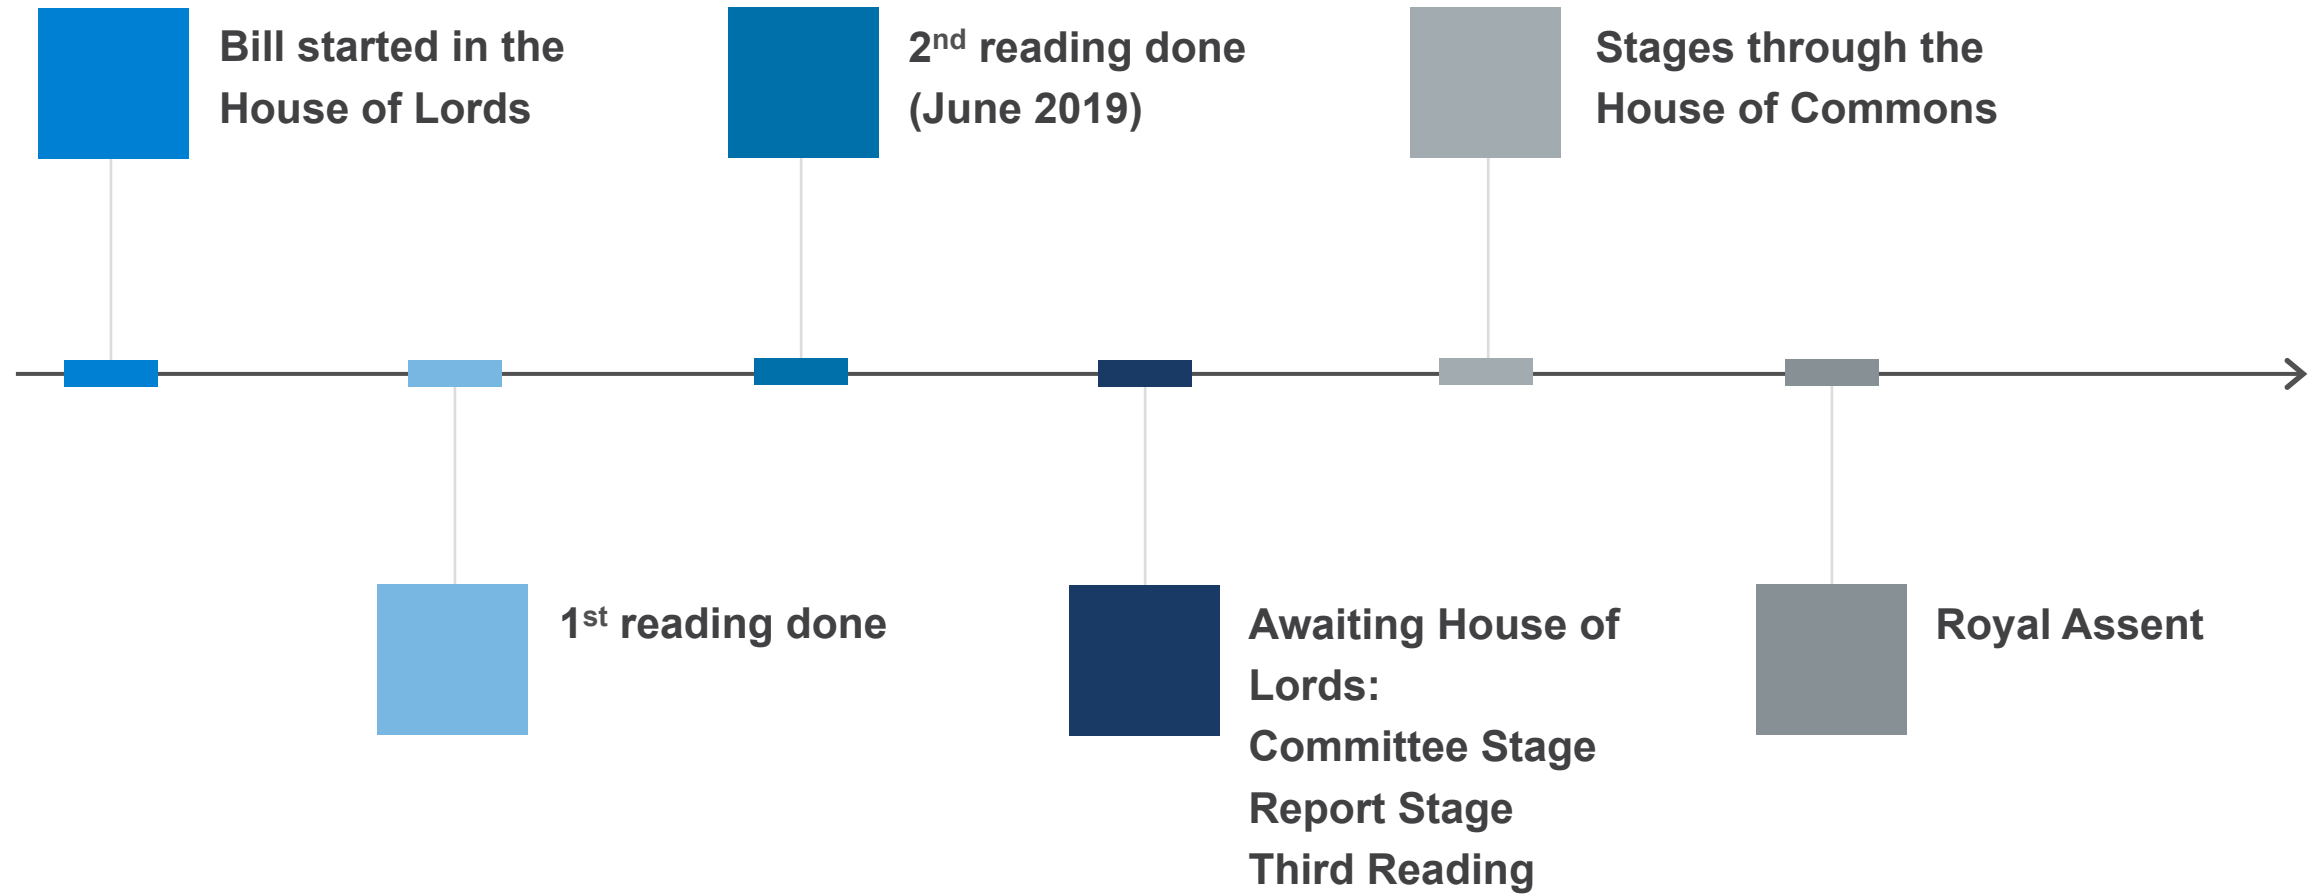 Bill started in the
House of Lords
1st reading done
2nd reading done
(June 2019)
Awaiting House of
Lords:
Committee Stage
Report Stage
Third Reading
Stages through the
House of Commons
Royal Assent